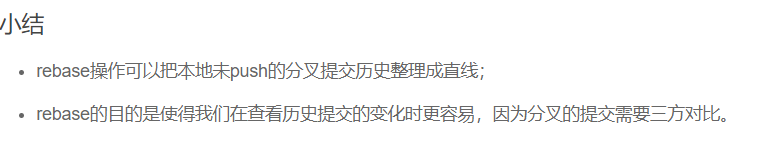 小结
rebase操作可以把本地未push的分叉提交历史整理成直线；
rebase的目的是使得我们在查看历史提交的变化时更容易，因为分叉的提交需要三方对比。